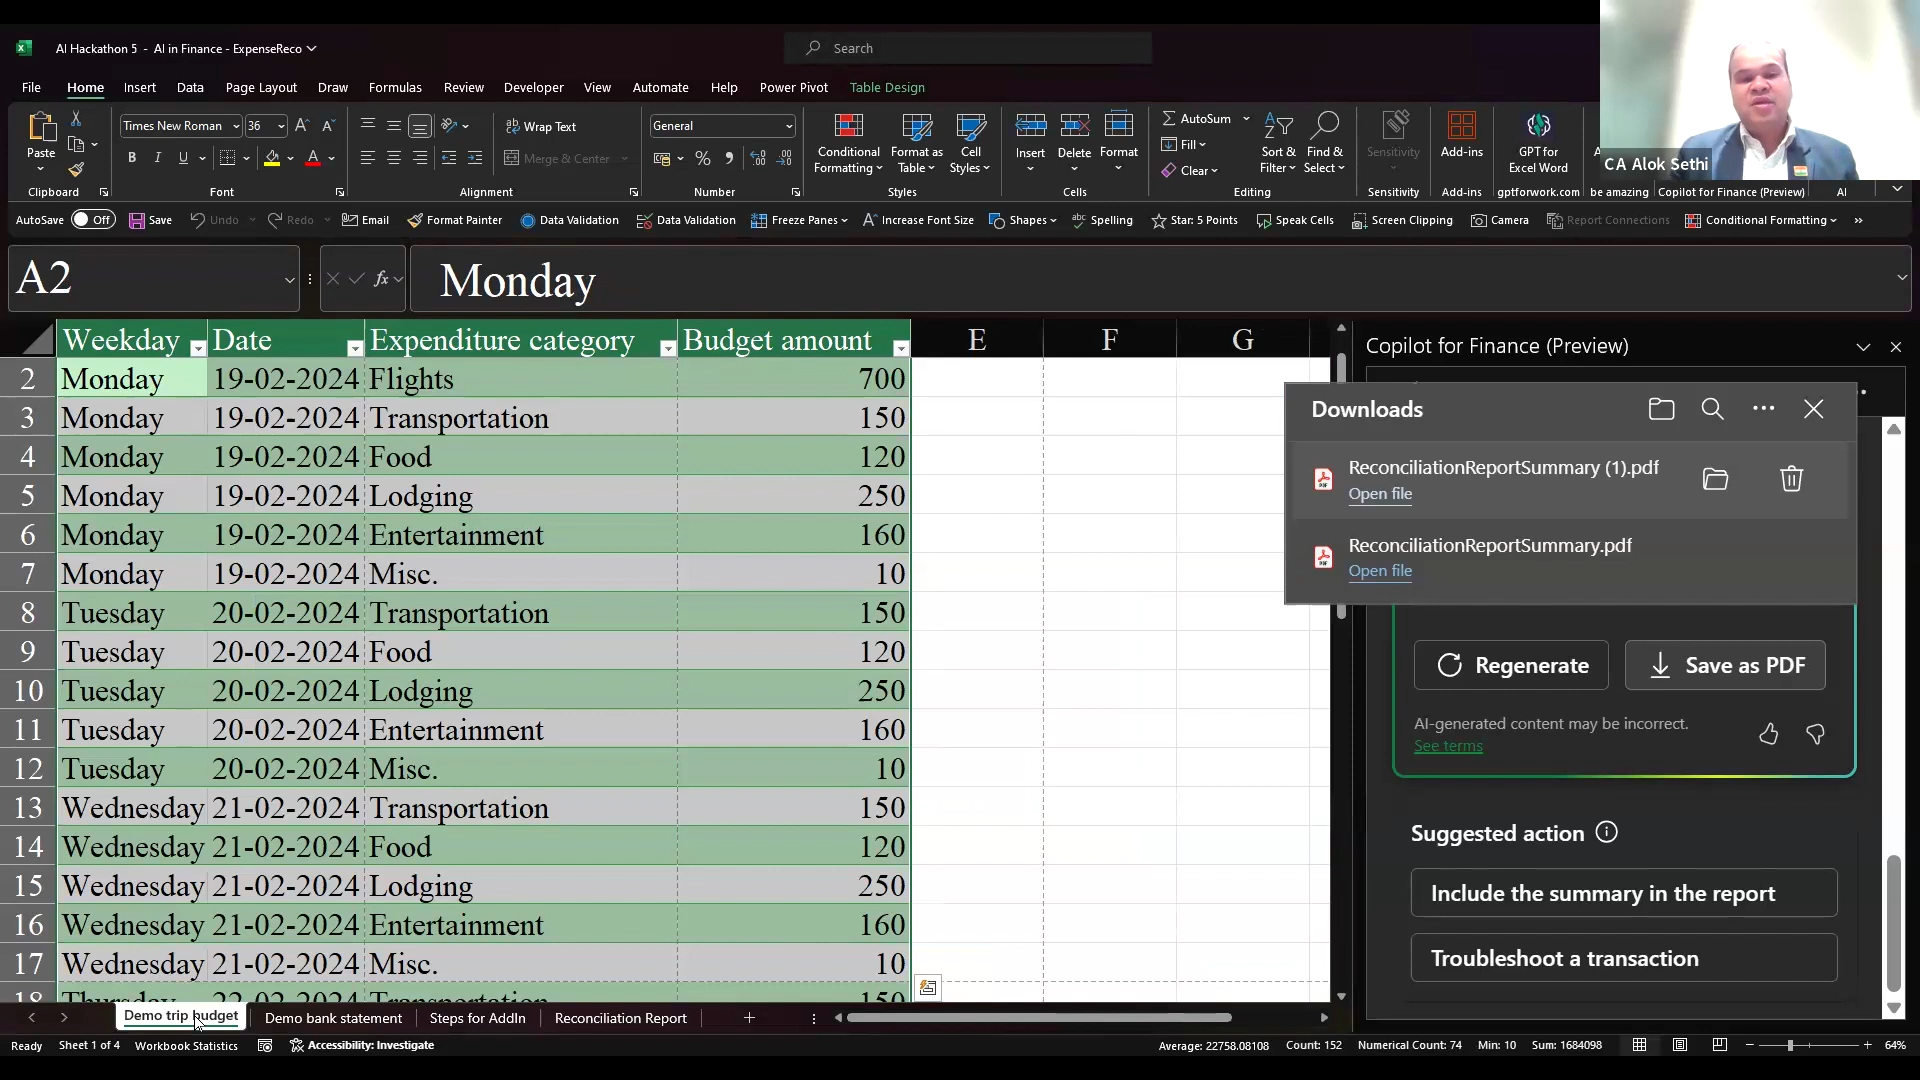 AI Hackathon 5 - AI in Finance - ExpenseReco
Search
File Home Insert Data Page Layout Draw Formulas Review Developer View Automate Help Power Pivot Table Design
Paste
Clipboard
Times New Roman 36
B I U
Font
Wrap Text
Merge & Center
Alignment
General
Number
Conditional Formatting
Format as Table
Cell Styles
Styles
Insert Delete Format
Cells
AutoSum
Fill
Clear
Sort & Filter
Find & Select
Editing
Sensitivity
Sensitivity
Add-ins
Add-ins
GPT for Excel Word
gptforwork.com
be amazing
Copilot for Finance (Preview)
AI
CA Alok Sethi
AutoSave Off Save Undo Redo Email Format Painter Data Validation Data Validation Freeze Panes Increase Font Size Shapes Spelling Star: 5 Points Speak Cells Screen Clipping Camera Report Connections Conditional Formatting
A2
fx
Monday
Weekday Date Expenditure category Budget amount E F G
2 Monday 19-02-2024 Flights 700
3 Monday 19-02-2024 Transportation 150
4 Monday 19-02-2024 Food 120
5 Monday 19-02-2024 Lodging 250
6 Monday 19-02-2024 Entertainment 160
7 Monday 19-02-2024 Misc. 10
8 Tuesday 20-02-2024 Transportation 150
9 Tuesday 20-02-2024 Food 120
10 Tuesday 20-02-2024 Lodging 250
11 Tuesday 20-02-2024 Entertainment 160
12 Tuesday 20-02-2024 Misc. 10
13 Wednesday 21-02-2024 Transportation 150
14 Wednesday 21-02-2024 Food 120
15 Wednesday 21-02-2024 Lodging 250
16 Wednesday 21-02-2024 Entertainment 160
17 Wednesday 21-02-2024 Misc. 10
18 Thursday 22-02-2024 Transportation 150
Copilot for Finance (Preview)
Downloads
ReconciliationReportSummary (1).pdf
Open file
ReconciliationReportSummary.pdf
Open file
Regenerate
Save as PDF
AI-generated content may be incorrect.
See terms
Suggested action
Include the summary in the report
Troubleshoot a transaction
Demo trip budget Demo bank statement Steps for AddIn Reconciliation Report
Ready Sheet 1 of 4 Workbook Statistics Accessibility: Investigate Average: 22758.08108 Count: 152 Numerical Count: 74 Min: 10 Sum: 1684098 64%